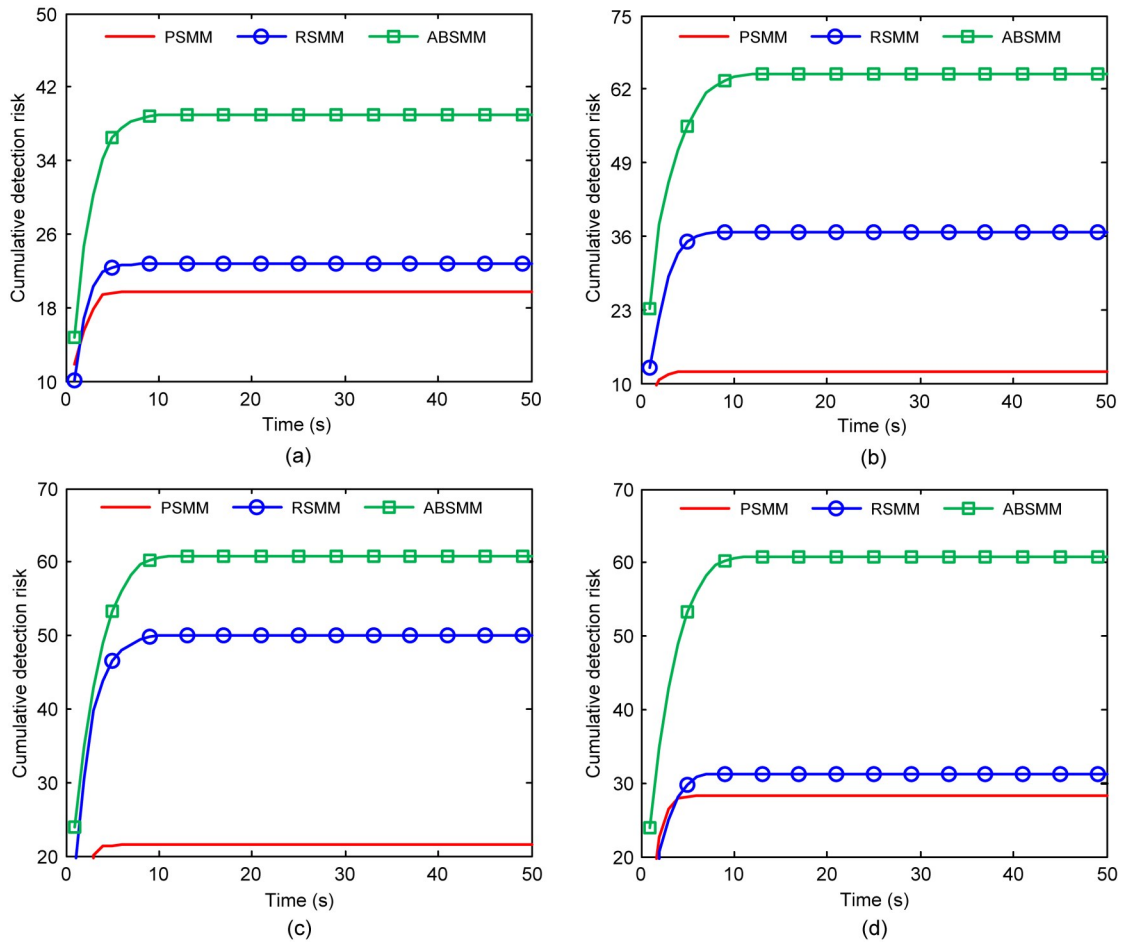 50
42
34
26
18
10
Cumulative detection risk
PSMM RSMM ABSMM
0 10 20 30 40 50
Time (s)
(a)
75
62
49
36
23
10
Cumulative detection risk
PSMM RSMM ABSMM
0 10 20 30 40 50
Time (s)
(b)
70
60
50
40
30
20
Cumulative detection risk
PSMM RSMM ABSMM
0 10 20 30 40 50
Time (s)
(c)
70
60
50
40
30
20
Cumulative detection risk
PSMM RSMM ABSMM
0 10 20 30 40 50
Time (s)
(d)